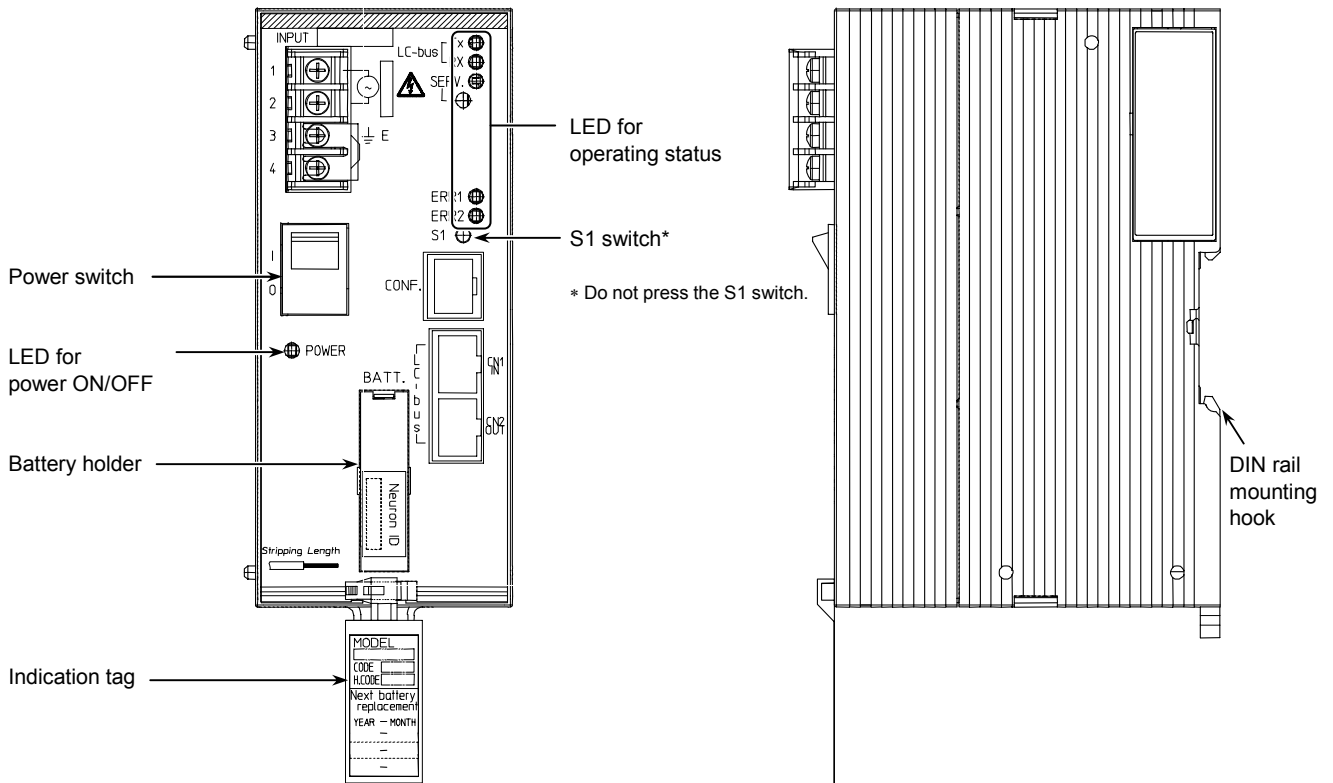 INPUT
LC-bus
TX
RX
SERV.
1
2
3
4
E
ERR1
ERR2
S1
I
O
CONF.
POWER
BATT.
LC-bus
CN1
IN
CN2
OUT
Neuron ID
Stripping Length
MODEL
CODE
H.CODE
Next battery
replacement
YEAR - MONTH
-
-
-
LED for
operating status
S1 switch*
* Do not press the S1 switch.
Power switch
LED for
power ON/OFF
Battery holder
Indication tag
DIN rail
mounting
hook